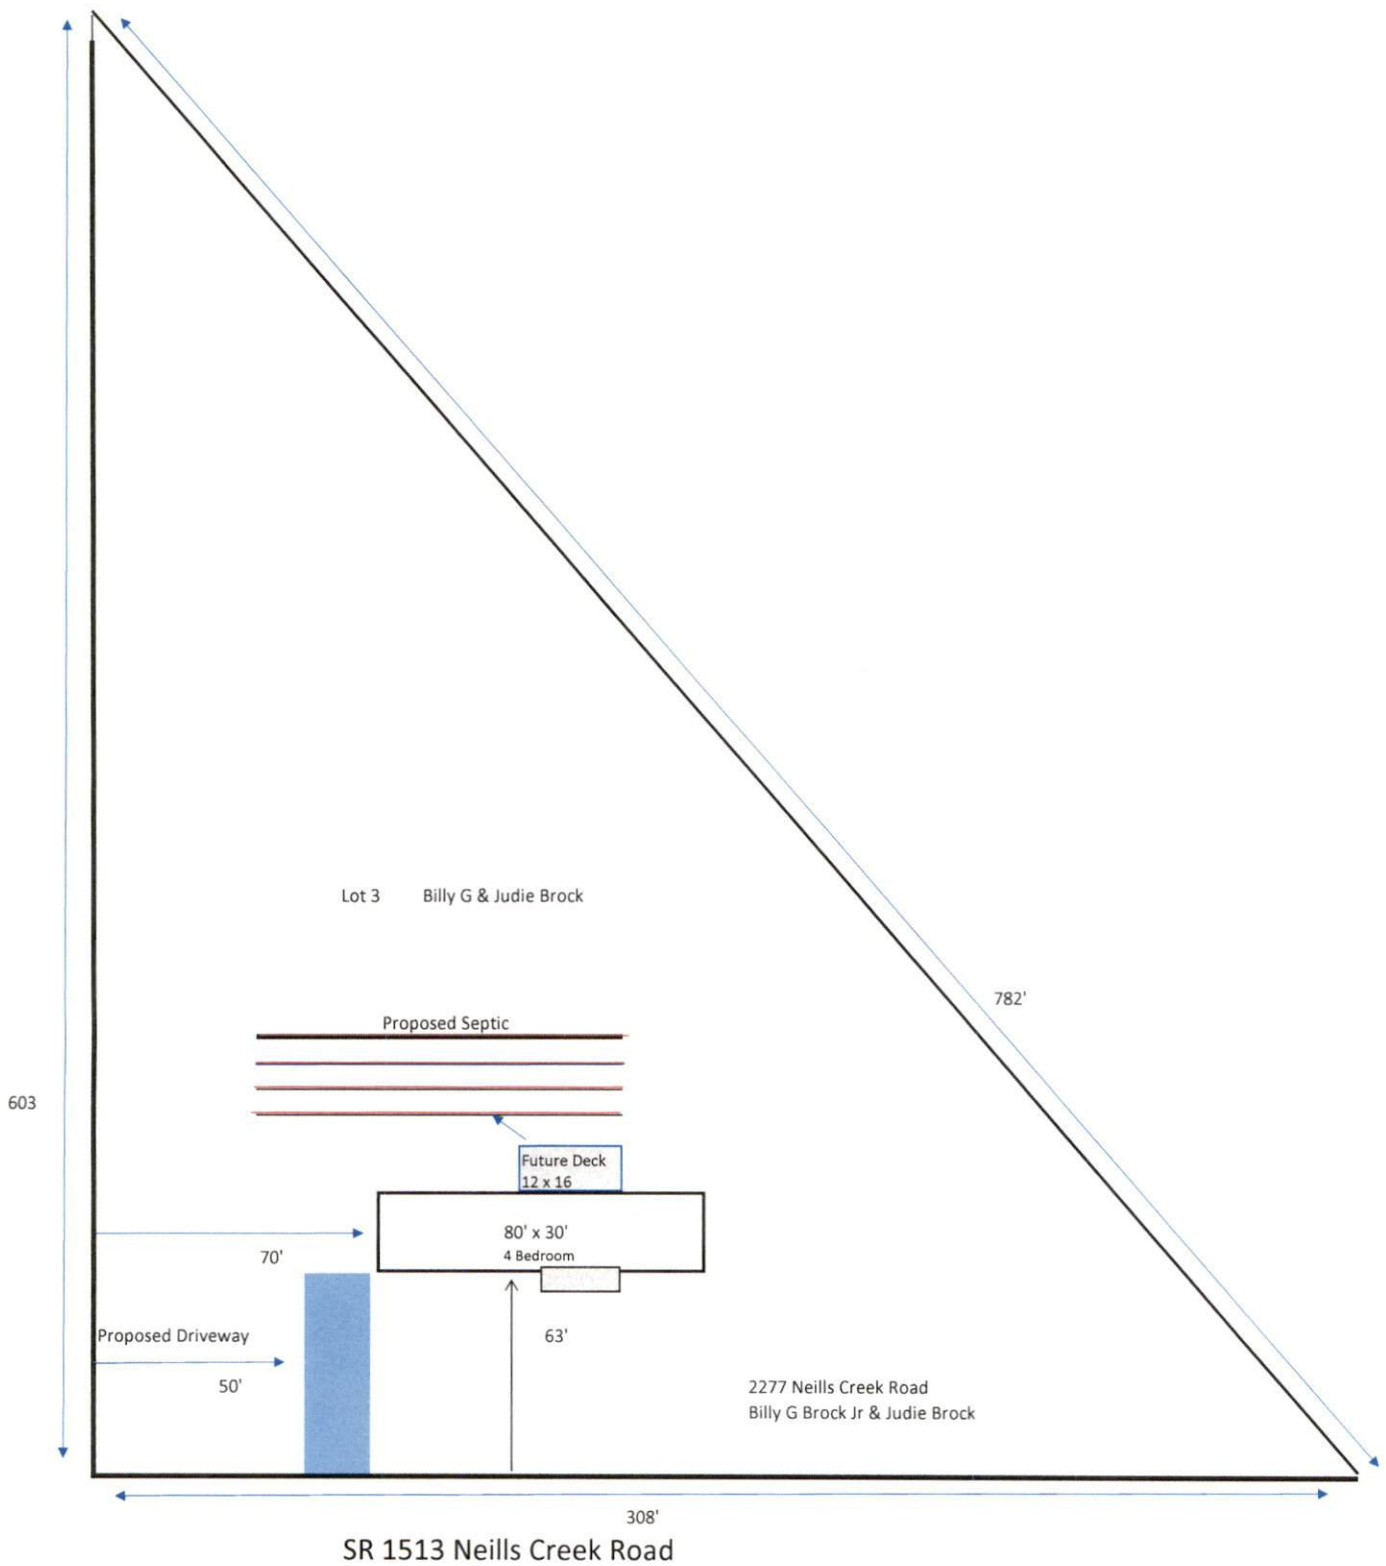 Lot 3 Billy G & Judie Brock
782'
Proposed Septic
603
Future Deck
12 x 16
80' x 30'
4 Bedroom
70'
Proposed Driveway
63'
50'
2277 Neills Creek Road
Billy G Brock Jr & Judie Brock
308'
SR 1513 Neills Creek Road